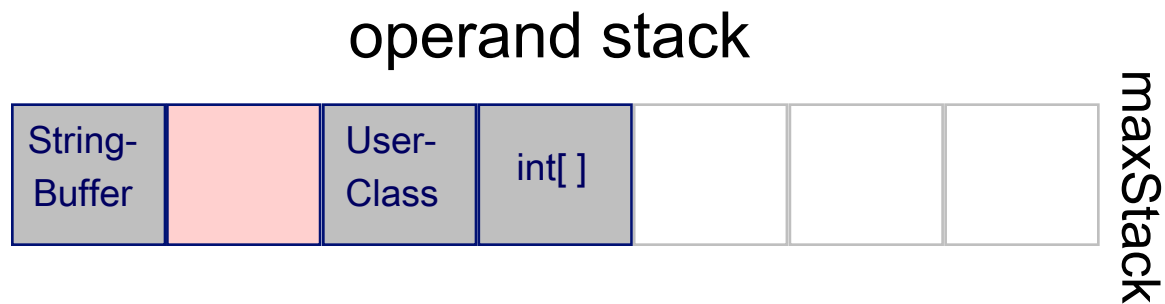 operand stack
String-
Buffer
User-
Class
int[ ]
maxStack